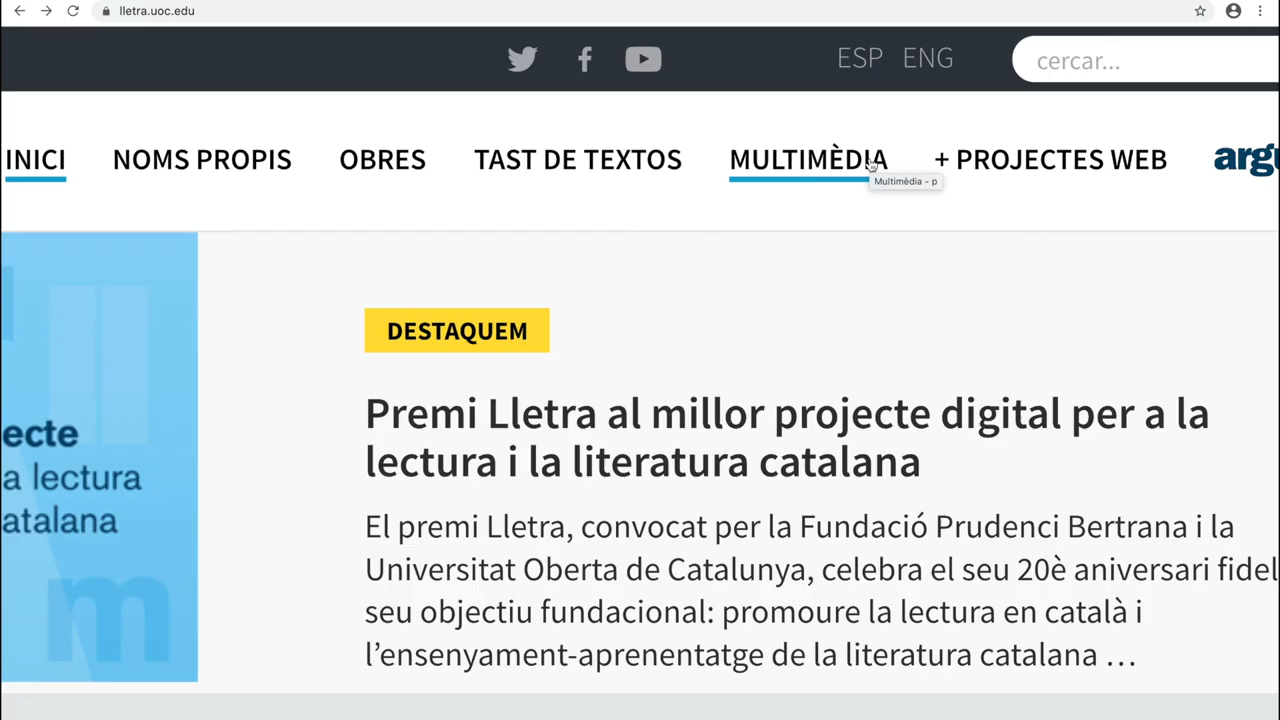 lletra.uoc.edu
ESP ENG cercar...
INICI NOMS PROPIS OBRES TAST DE TEXTOS MULTIMÈDIA + PROJECTES WEB
Multimèdia - p
DESTAQUEM
Premi Lletra al millor projecte digital per a la
lectura i la literatura catalana
El premi Lletra, convocat per la Fundació Prudenci Bertrana i la
Universitat Oberta de Catalunya, celebra el seu 20è aniversari fidel
seu objectiu fundacional: promoure la lectura en català i
l’ensenyament-aprenentatge de la literatura catalana …
ecte
a lectura
atalana
m